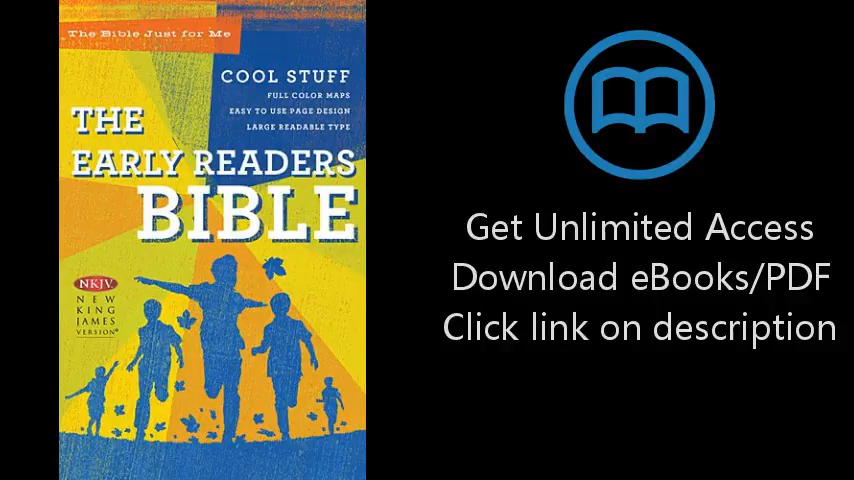 The Bible Just for Me
COOL STUFF
FULL COLOR MAPS
EASY TO USE PAGE DESIGN
LARGE READABLE TYPE
THE
EARLY READERS
BIBLE
NKJV
NEW
KING
JAMES
VERSION®
Get Unlimited Access
Download eBooks/PDF
Click link on description